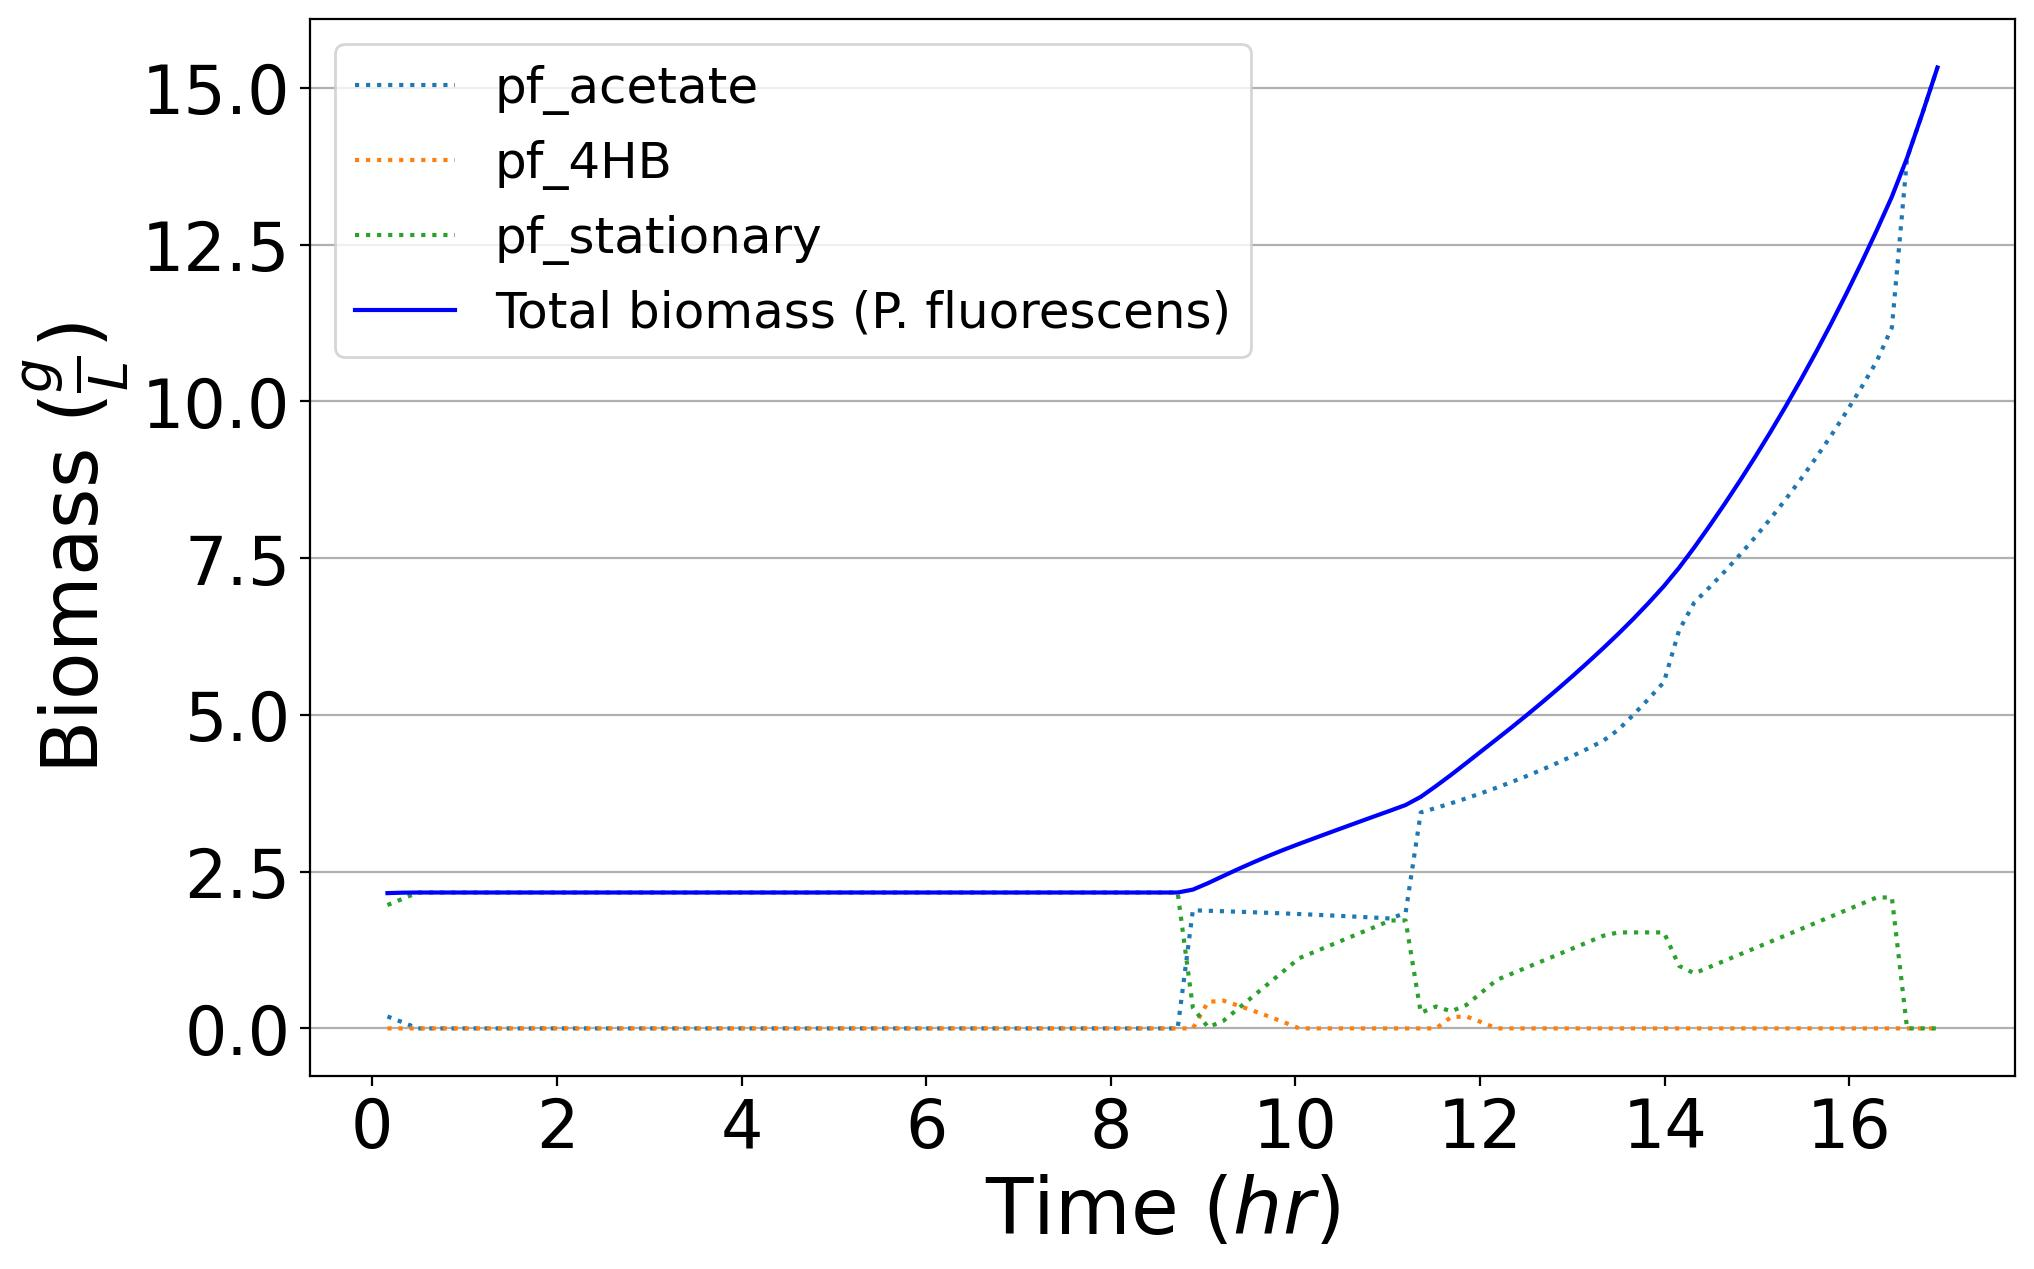 pf_acetate
pf_4HB
pf_stationary
Total biomass (P. fluorescens)
15.0
12.5
10.0
7.5
5.0
2.5
0.0
Biomass (g/L)
0 2 4 6 8 10 12 14 16
Time (hr)